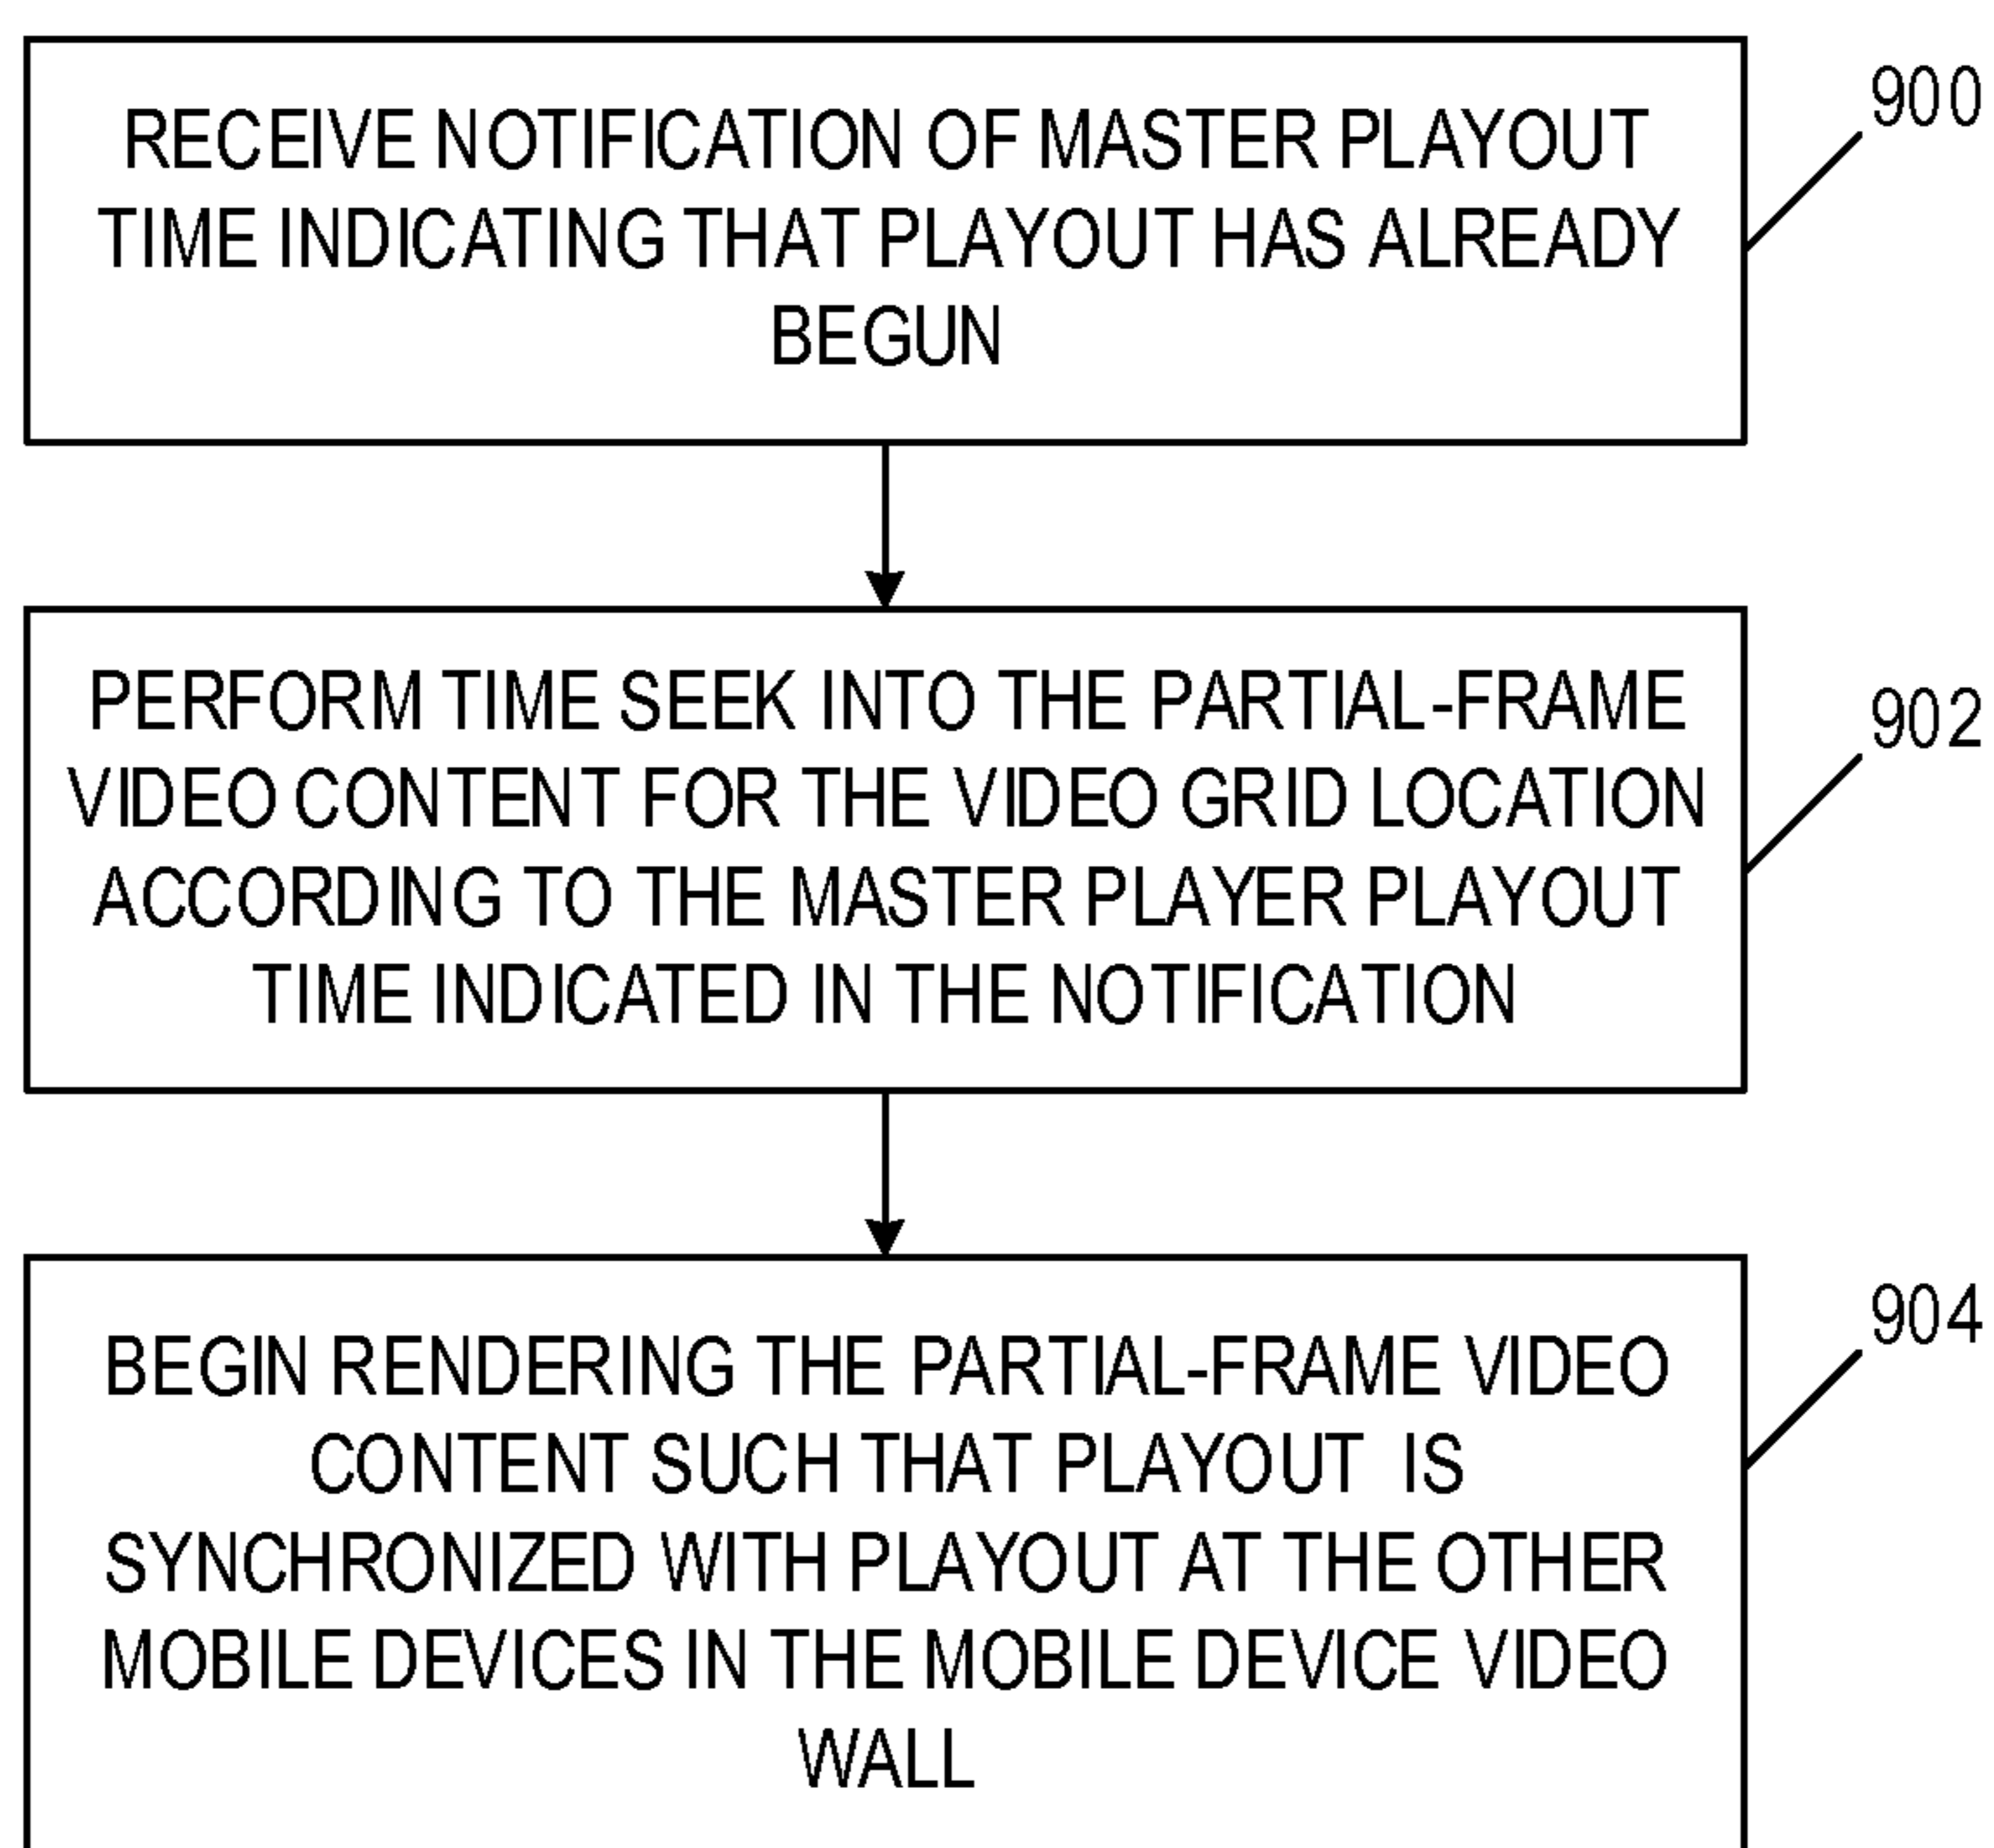 RECEIVE NOTIFICATION OF MASTER PLAYOUT
TIME INDICATING THAT PLAYOUT HAS ALREADY
BEGUN
900
PERFORM TIME SEEK INTO THE PARTIAL-FRAME
VIDEO CONTENT FOR THE VIDEO GRID LOCATION
ACCORDING TO THE MASTER PLAYER PLAYOUT
TIME INDICATED IN THE NOTIFICATION
902
BEGIN RENDERING THE PARTIAL-FRAME VIDEO
CONTENT SUCH THAT PLAYOUT IS
SYNCHRONIZED WITH PLAYOUT AT THE OTHER
MOBILE DEVICES IN THE MOBILE DEVICE VIDEO
WALL
904